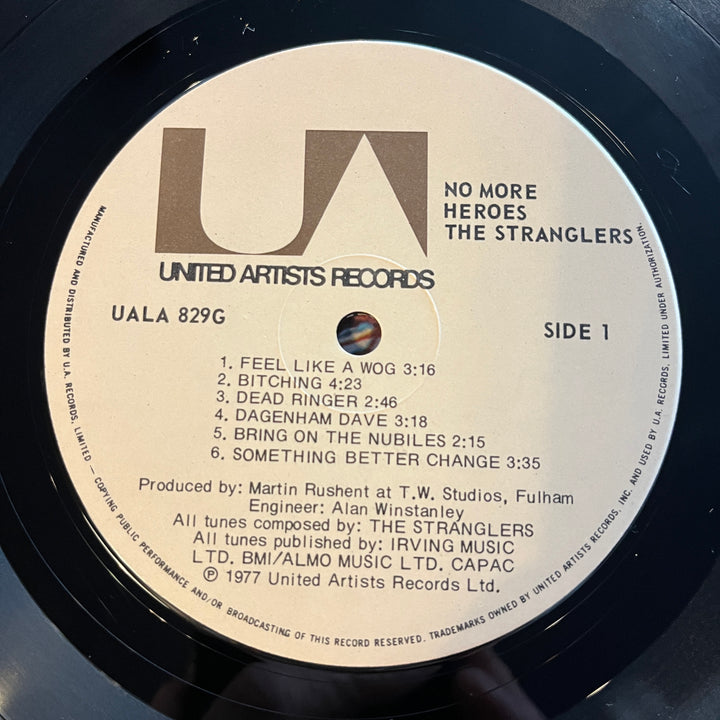 UA
UNITED ARTISTS RECORDS
NO MORE
HEROES
THE STRANGLERS
UALA 829G
SIDE 1
1. FEEL LIKE A WOG 3:16
2. BITCHING 4:23
3. DEAD RINGER 2:46
4. DAGENHAM DAVE 3:18
5. BRING ON THE NUBILES 2:15
6. SOMETHING BETTER CHANGE 3:35
Produced by: Martin Rushent at T.W. Studios, Fulham
Engineer: Alan Winstanley
All tunes composed by: THE STRANGLERS
All tunes published by: IRVING MUSIC
LTD. BMI/ALMO MUSIC LTD. CAPAC
℗ 1977 United Artists Records Ltd.
MANUFACTURED AND DISTRIBUTED BY U.A. RECORDS, LIMITED — COPYING PUBLIC PERFORMANCE AND/OR BROADCASTING OF THIS RECORD RESERVED. TRADEMARKS OWNED BY UNITED ARTISTS RECORDS, INC. AND USED BY U.A. RECORDS, LIMITED UNDER AUTHORIZATION.